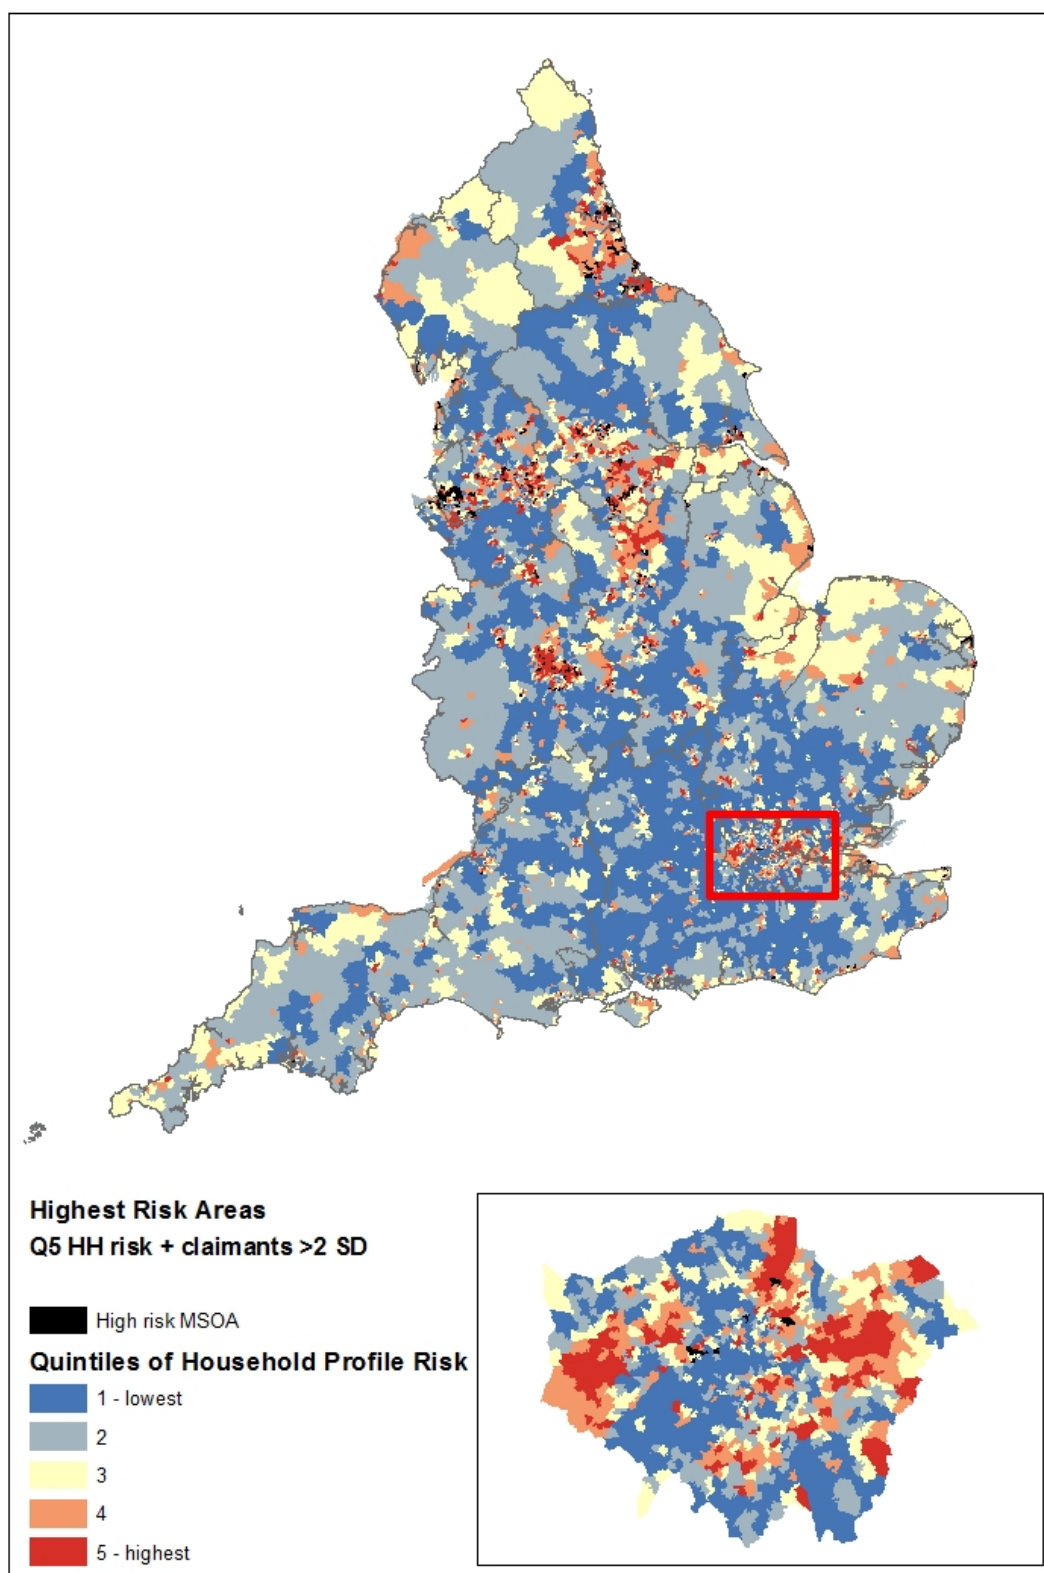 Highest Risk Areas
Q5 HH risk + claimants >2 SD
High risk MSOA
Quintiles of Household Profile Risk
1 - lowest
2
3
4
5 - highest